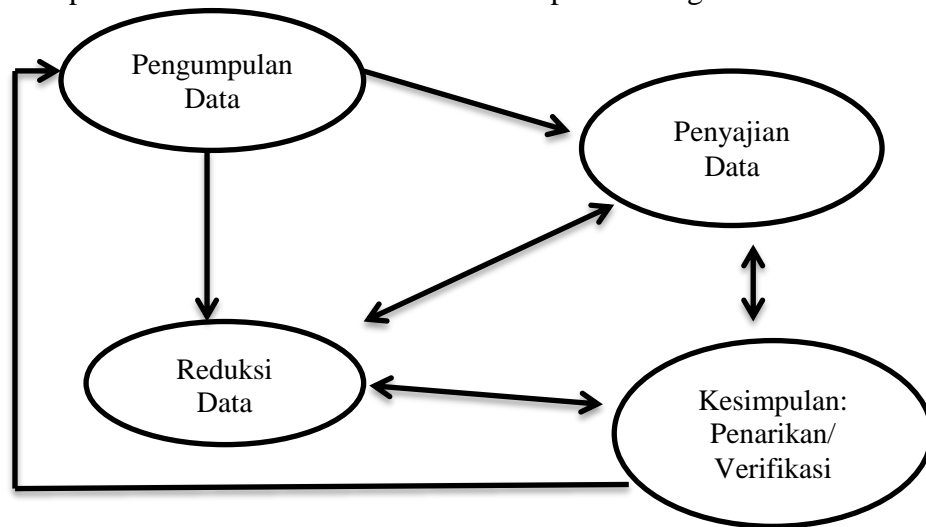 Pengumpulan
Data
Penyajian
Data
Reduksi
Data
Kesimpulan:
Penarikan/
Verifikasi